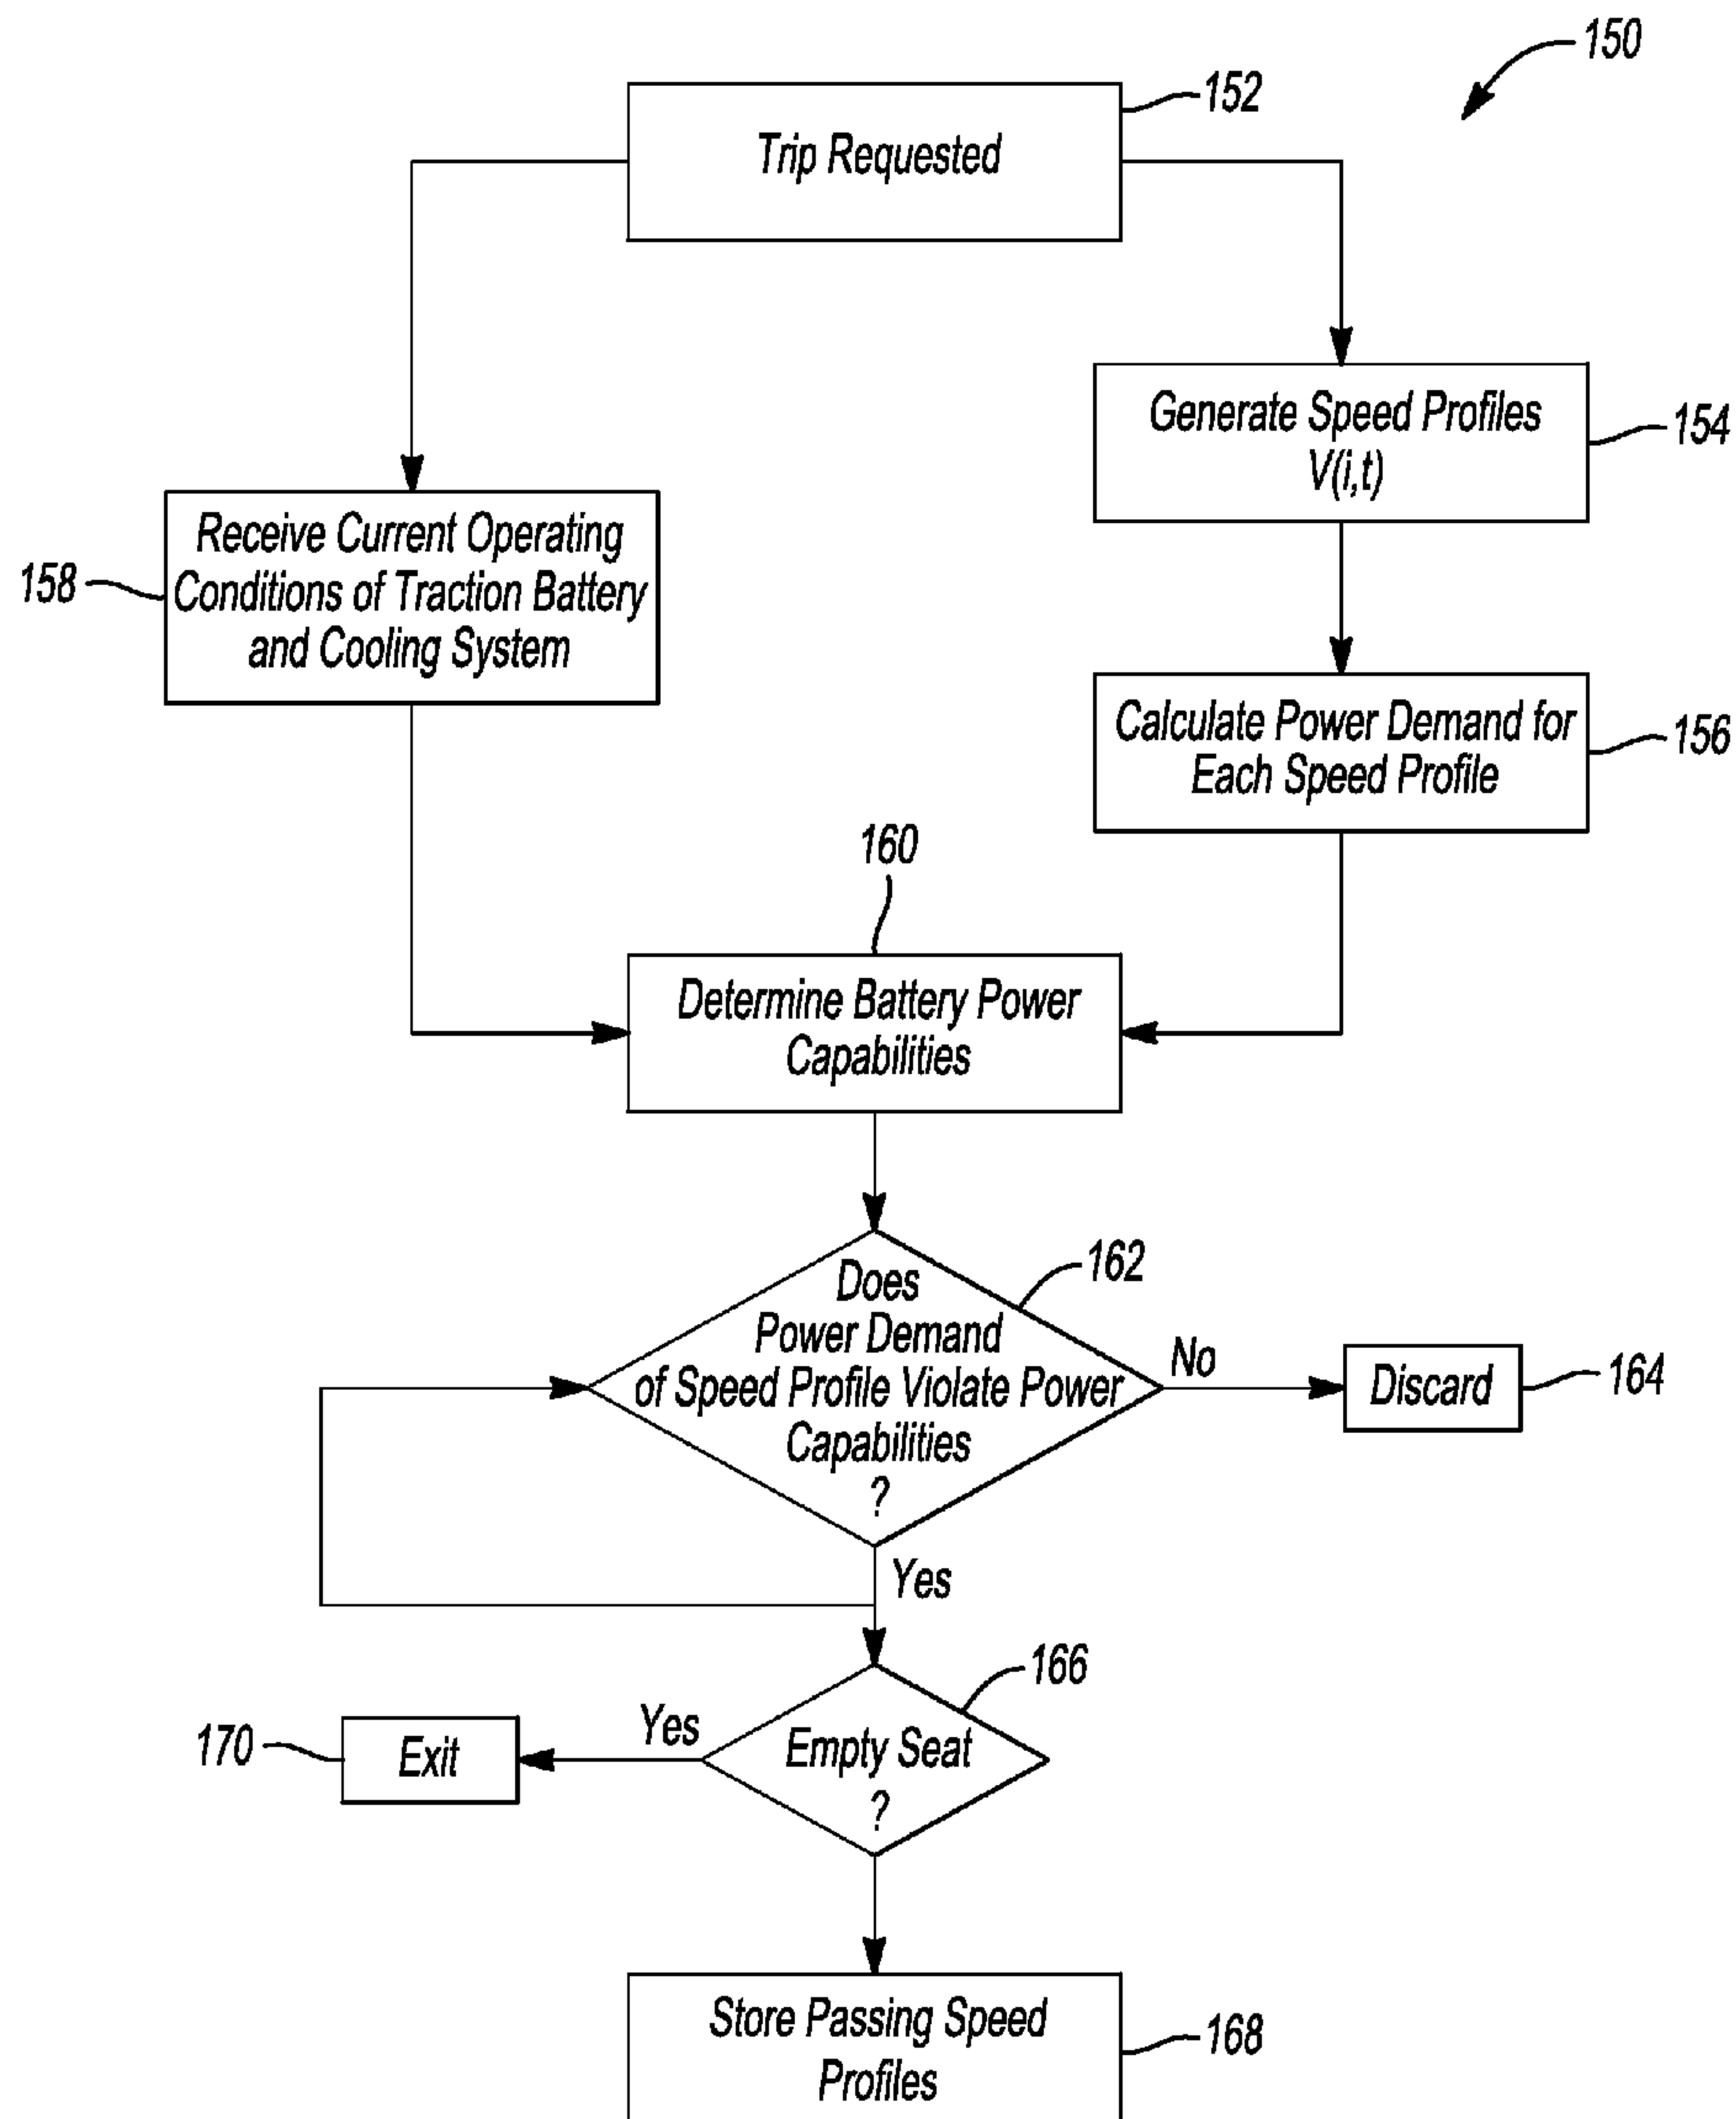 150
152
Trip Requested
Generate Speed Profiles
V(i,t)
154
158
Receive Current Operating
Conditions of Traction Battery
and Cooling System
Calculate Power Demand for
Each Speed Profile
156
160
Determine Battery Power
Capabilities
162
Does
Power Demand
of Speed Profile Violate Power
Capabilities
?
No
Discard
164
Yes
166
Empty Seat
?
Yes
Exit
170
Store Passing Speed
Profiles
168